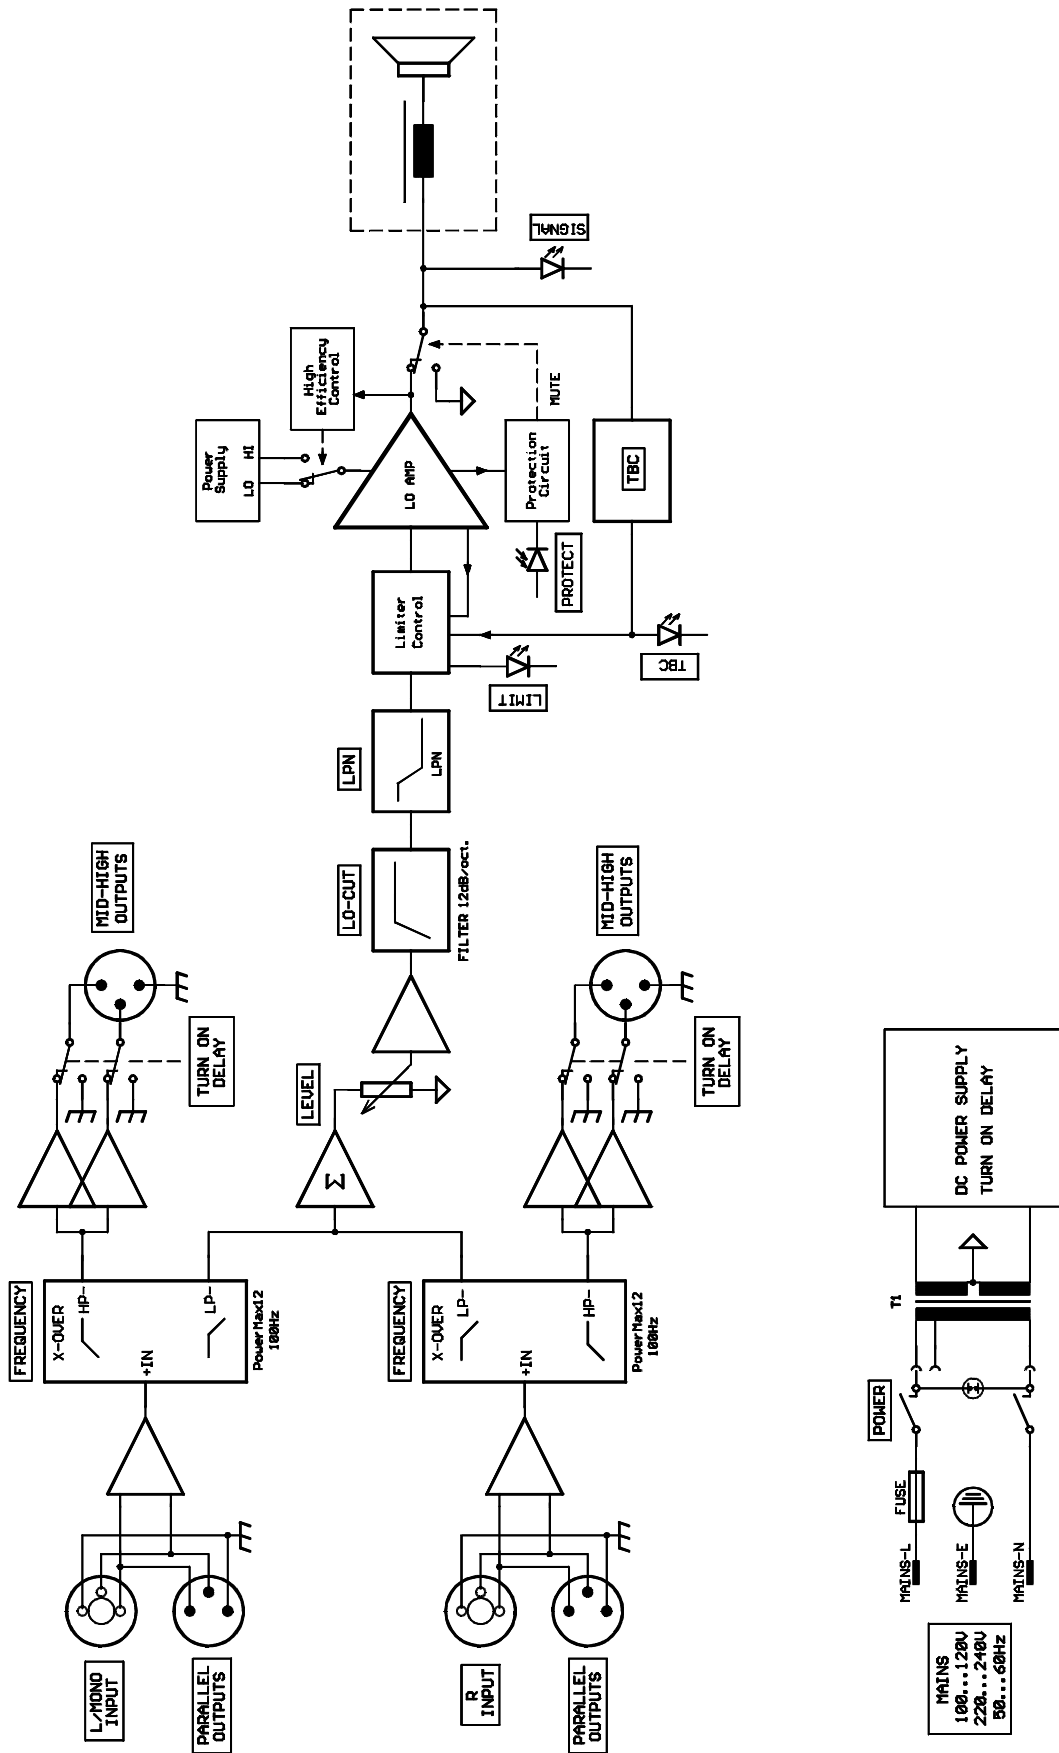 L/MONO
INPUT
PARALLEL
OUTPUTS
FREQUENCY
X-OVER
HP-
LP-
+IN
PowerMax12
100Hz
TURN ON
DELAY
MID-HIGH
OUTPUTS
R
INPUT
PARALLEL
OUTPUTS
FREQUENCY
X-OVER
LP-
HP-
+IN
PowerMax12
100Hz
TURN ON
DELAY
MID-HIGH
OUTPUTS
Σ
LEVEL
LO-CUT
FILTER 12dB/oct.
LPN
LPN
Limiter
Control
LIMIT
Power
Supply
LO
HI
High
Efficiency
Control
LO AMP
Protection
Circuit
PROTECT
MUTE
TBC
TBC
SIGNAL
MAINS
100...120V
220...240V
50...60Hz
MAINS-L
MAINS-E
MAINS-N
FUSE
POWER
T1
DC POWER SUPPLY
TURN ON DELAY